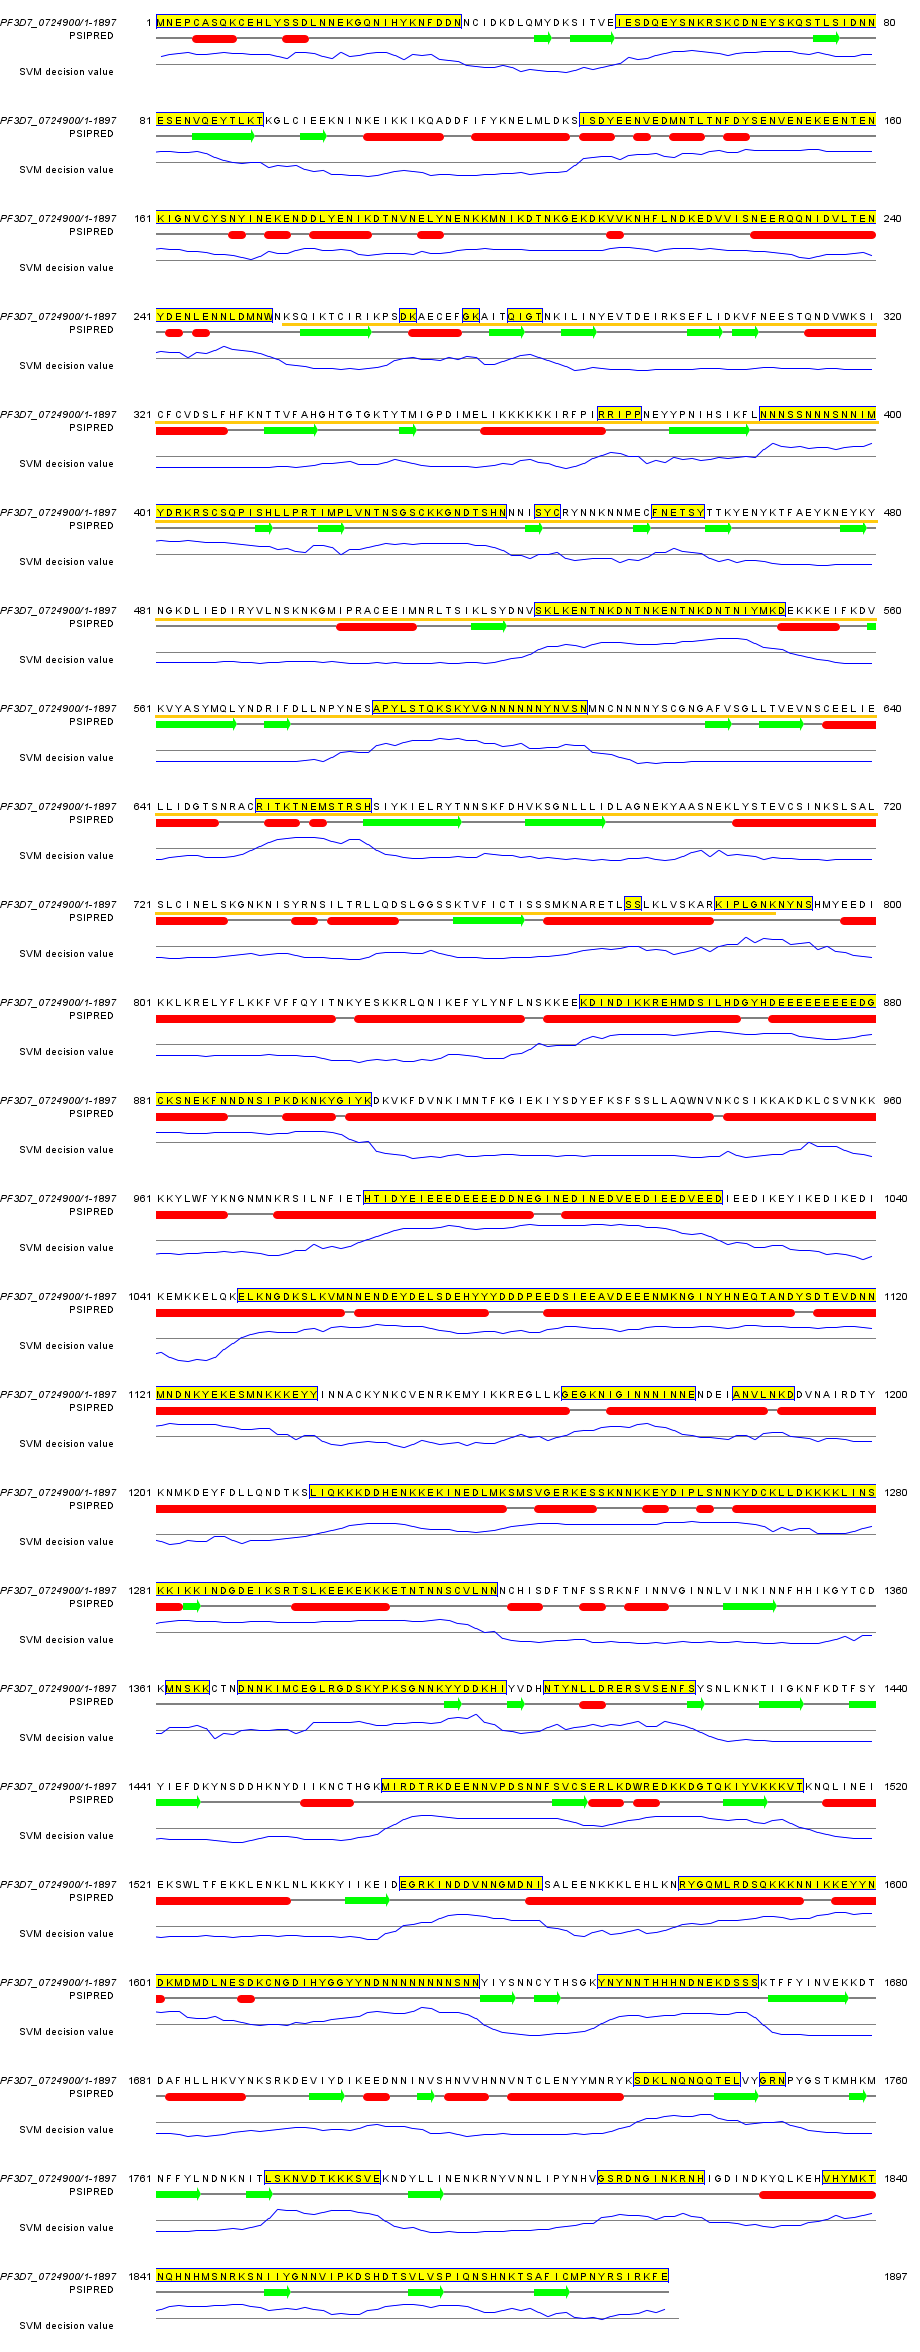 PF3D7_0724900/1-1897 1 MNEPCASQKCEHLYSSDLNNEKGQNIHYKNFDDNNCIDKDLQMYDKSITVEIESDQEYSNKRSKCDNEYSKQSTLSIDNN 80
PSIPRED
SVM decision value
PF3D7_0724900/1-1897 81 ESENVQEYTLKTKGLCIEEKNINKEIKKIKQADDFIFYKNELMLDKSISDYEENVEDMNTLTNFDYSENVENEKEENTEN 160
PSIPRED
SVM decision value
PF3D7_0724900/1-1897 161 KIGNVCYSNYINEKENDDLYENIKDTNVNELYNENKKMNIKDTNKGEKDKVVKNHFLNDKEDVVISNEERQQNIDVLTEN 240
PSIPRED
SVM decision value
PF3D7_0724900/1-1897 241 YDENLENNLDMNWNKSQIKTCIRIKPSDKAECEFGKAITQIGTNKILINYEVTDEIRKSEFLIDKVFNEESTQNDVWKSI 320
PSIPRED
SVM decision value
PF3D7_0724900/1-1897 321 CFCVDSLFHFKNTTVFAHGHTGTGKTYTMIGPDIMELIKKKKKKIRFPIRRIPPNEYYPNIHSIKFLNNNSSNNNSNNIM 400
PSIPRED
SVM decision value
PF3D7_0724900/1-1897 401 YDRKRSCSQPISHLLPRTIMPLVNTNSGSCKKGNDTSHNNNISYCRYNNKNNMECFNETSYTTKYENYKTFAEYKNEYKY 480
PSIPRED
SVM decision value
PF3D7_0724900/1-1897 481 NGKDLIEDIRYVLNSKNKGMIPRACEEIMNRLTSIKLSYDNVSKLKENTNKDNTNKENTNKDNTNIYMKDEKKKEIFKDV 560
PSIPRED
SVM decision value
PF3D7_0724900/1-1897 561 KVYASYMQLYNDRIFDLLNPYNESAPYLSTQKSKYVGNNNNNNNYNVSNMNCNNNNYSCGNGAFVSGLLTVEVNSCEELIE 640
PSIPRED
SVM decision value
PF3D7_0724900/1-1897 641 LLIDGTSNRACRITKTNEMSTRSHSIYKIELRYTNNSKFDHVKSGNLLLIDLAGNEKYAASNEKLYSTEVCSINKSLSAL 720
PSIPRED
SVM decision value
PF3D7_0724900/1-1897 721 SLCINELSKGNKNISYRNSILTRLLQDSLGGSSKTVFICTISSSMKNARETLSSLKLVSKARKIPLGNKNYNSHMYEEDI 800
PSIPRED
SVM decision value
PF3D7_0724900/1-1897 801 KKLKRELYFLKKFVFFQYITNKYESKKRLQNIKEFYLYNFLNSKKEEKDINDIKKREHMDSILHDGYHDEEEEEEEEEDG 880
PSIPRED
SVM decision value
PF3D7_0724900/1-1897 881 CKSNEKFNNDNSIPKDKNKYGIYKDKVKFDVNKIMNTFKGIEKIYSDYEFKSFSSLLAQWNVNKCSIKKAKDKLCSVNKK 960
PSIPRED
SVM decision value
PF3D7_0724900/1-1897 961 KKYLWFYKNGNMNKRSILNFIETHTIDYEIEEEDEEEEDDNEGINEDINEDVEEDIEEDVEEDIEEDIKEYIKEDIKEDI 1040
PSIPRED
SVM decision value
PF3D7_0724900/1-1897 1041 KEMKKELQKELKNGDKSLKVMNNENDEYDELSDEHYYYDDDPEEDSIEEAVDEEENMKNGINYHNEQTANDYSDTEVDNN 1120
PSIPRED
SVM decision value
PF3D7_0724900/1-1897 1121 MNDNKYEKESMNKKKEYYINNACKYNKCVENRKEMYIKKREGLLKGEGKNIGINNNINNENDEIANVLNKDDVNAIRDTY 1200
PSIPRED
SVM decision value
PF3D7_0724900/1-1897 1201 KNMKDEYFDLLQNDTKSLIQKKKDDHENKKEKINEDLMKSMSVGERKESSKNNKKEYDIPLSNNKYDCKLLDKKKKLINS 1280
PSIPRED
SVM decision value
PF3D7_0724900/1-1897 1281 KKIKKINDGDEIKSRTSLKEEKEKKKETNTNNSCVLNNNCHISDFTNFSSRKNFINNVGINNLVINKINNFHHIKGYTCD 1360
PSIPRED
SVM decision value
PF3D7_0724900/1-1897 1361 KMNSKKCTNDNNKIMCEGLRGDSKYPKSGNNKYYDDKHIYVDHNTYNLLDRERSVSENFSYSNLKNKTIIGKNFKDTFSY 1440
PSIPRED
SVM decision value
PF3D7_0724900/1-1897 1441 YIEFDKYNSDDHKNYDIIKNCTHGKMIRDTRKDEENNVPDSNNFSVCSERLKDWREDKKDGTQKIYVKKKVTKNQLINEI 1520
PSIPRED
SVM decision value
PF3D7_0724900/1-1897 1521 EKSWLTFEKKLENKLNLKKKYIIKEIDEGRKINDDVNNGMDNISALEENKKKLEHLKNRYGQMLRDSQKKKNNIKKEYYN 1600
PSIPRED
SVM decision value
PF3D7_0724900/1-1897 1601 DKMDMDLNESDKCNGDIHYGGYYNDNNNNNNNNSNNYIYSNNCYTHSGKYNYNNTHHHNDNEKDSSSKTFFYINVEKKDT 1680
PSIPRED
SVM decision value
PF3D7_0724900/1-1897 1681 DAFHLLHKVYNKSRKDEVIYDIKEEDNNINVSHNVVHNNVNTCLENYYMNRYKSDKLNQNQQTELVYGRNPYGSTKMHKM 1760
PSIPRED
SVM decision value
PF3D7_0724900/1-1897 1761 NFFYLNDNKNITLSKNVDTKKKSVEKNDYLLINENKRNYVNNLIPYNHVGSRDNGINKRNHIGDINDKYQLKEHVHYMKT 1840
PSIPRED
SVM decision value
PF3D7_0724900/1-1897 1841 NQHNHMSNRKSNIIYGNNVIPKDSHDTSVLVSPIQNSHNKTSAFICMPNYRSIRKFE 1897
PSIPRED
SVM decision value